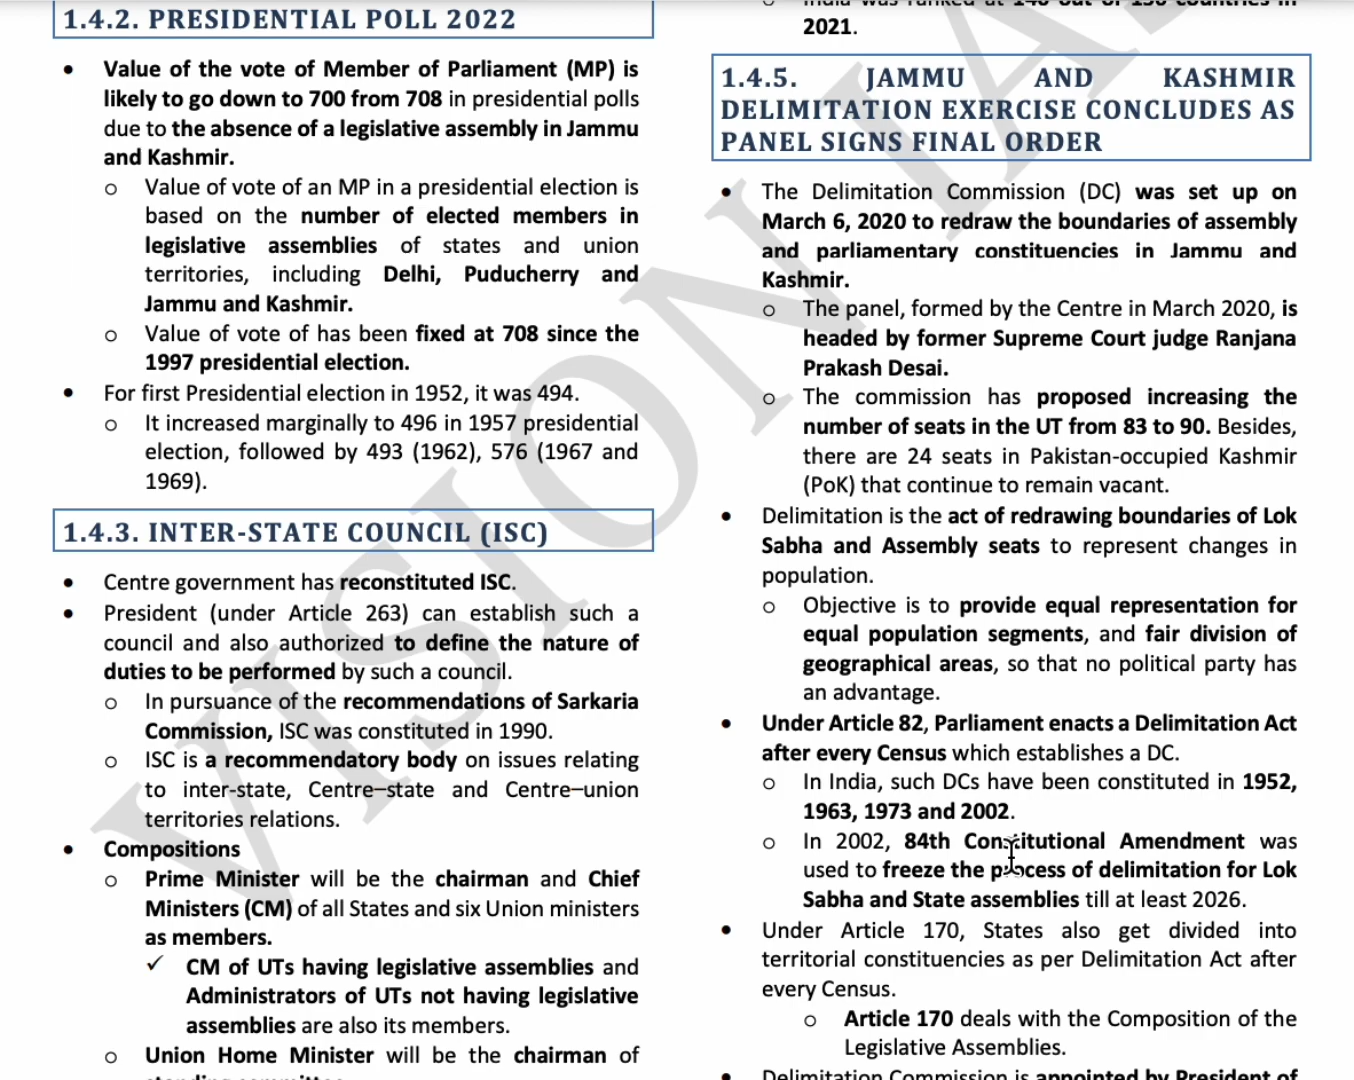 1.4.2. PRESIDENTIAL POLL 2022
• Value of the vote of Member of Parliament (MP) is
likely to go down to 700 from 708 in presidential polls
due to the absence of a legislative assembly in Jammu
and Kashmir.
o Value of vote of an MP in a presidential election is
based on the number of elected members in
legislative assemblies of states and union
territories, including Delhi, Puducherry and
Jammu and Kashmir.
o Value of vote of has been fixed at 708 since the
1997 presidential election.
• For first Presidential election in 1952, it was 494.
o It increased marginally to 496 in 1957 presidential
election, followed by 493 (1962), 576 (1967 and
1969).
1.4.3. INTER-STATE COUNCIL (ISC)
• Centre government has reconstituted ISC.
• President (under Article 263) can establish such a
council and also authorized to define the nature of
duties to be performed by such a council.
o In pursuance of the recommendations of Sarkaria
Commission, ISC was constituted in 1990.
o ISC is a recommendatory body on issues relating
to inter-state, Centre–state and Centre–union
territories relations.
• Compositions
o Prime Minister will be the chairman and Chief
Ministers (CM) of all States and six Union ministers
as members.
✓ CM of UTs having legislative assemblies and
Administrators of UTs not having legislative
assemblies are also its members.
o Union Home Minister will be the chairman of
standing committee.
o India was ranked at 140 out of 156 countries in
2021.
1.4.5. JAMMU AND KASHMIR
DELIMITATION EXERCISE CONCLUDES AS
PANEL SIGNS FINAL ORDER
• The Delimitation Commission (DC) was set up on
March 6, 2020 to redraw the boundaries of assembly
and parliamentary constituencies in Jammu and
Kashmir.
o The panel, formed by the Centre in March 2020, is
headed by former Supreme Court judge Ranjana
Prakash Desai.
o The commission has proposed increasing the
number of seats in the UT from 83 to 90. Besides,
there are 24 seats in Pakistan-occupied Kashmir
(PoK) that continue to remain vacant.
• Delimitation is the act of redrawing boundaries of Lok
Sabha and Assembly seats to represent changes in
population.
o Objective is to provide equal representation for
equal population segments, and fair division of
geographical areas, so that no political party has
an advantage.
• Under Article 82, Parliament enacts a Delimitation Act
after every Census which establishes a DC.
o In India, such DCs have been constituted in 1952,
1963, 1973 and 2002.
o In 2002, 84th Constitutional Amendment was
used to freeze the process of delimitation for Lok
Sabha and State assemblies till at least 2026.
• Under Article 170, States also get divided into
territorial constituencies as per Delimitation Act after
every Census.
o Article 170 deals with the Composition of the
Legislative Assemblies.
• Delimitation Commission is appointed by President of
VISION IA